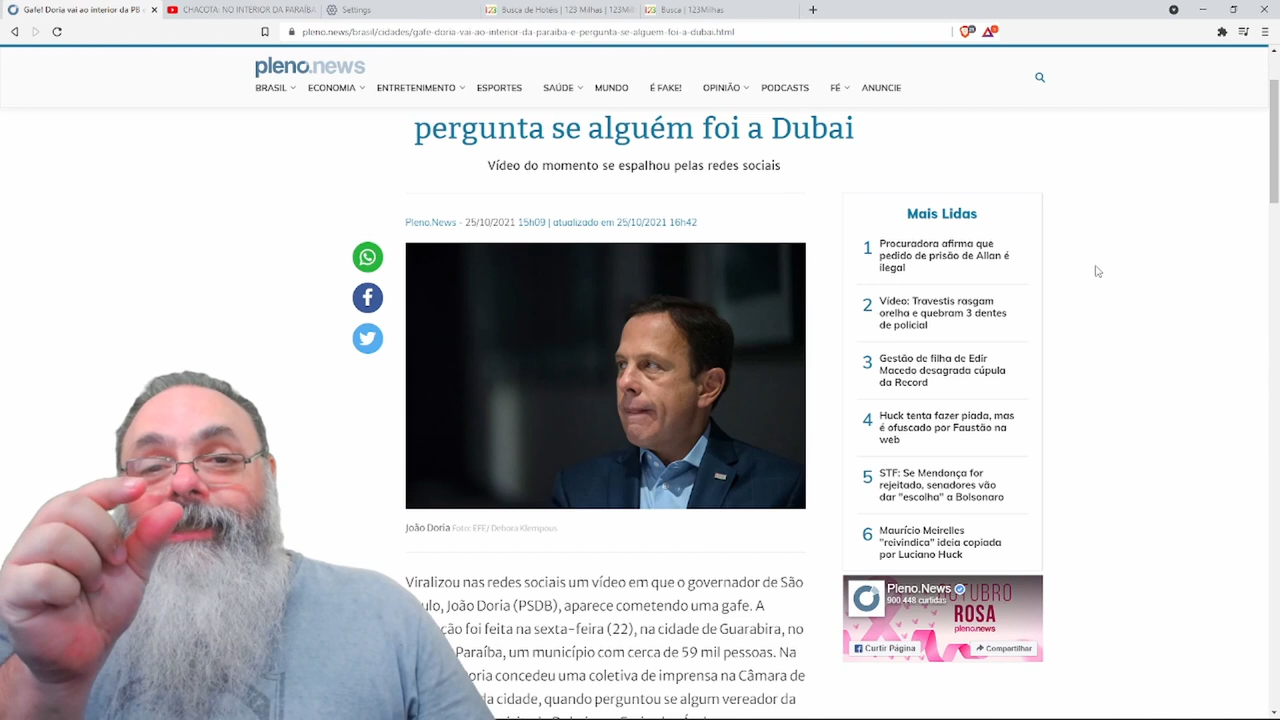 Gafe! Doria vai ao interior da PB
CHACOTA: NO INTERIOR DA PARAÍBA
Settings
Busca de Hotéis | 123 Milhas | 123Mi
Busca | 123Milhas
pleno.news/brasil/cidades/gafe-doria-vai-ao-interior-da-paraiba-e-pergunta-se-alguem-foi-a-dubai.html
pleno.news
BRASIL
ECONOMIA
ENTRETENIMENTO
ESPORTES
SAÚDE
MUNDO
É FAKE!
OPINIÃO
PODCASTS
FÉ
ANUNCIE
pergunta se alguém foi a Dubai
Vídeo do momento se espalhou pelas redes sociais
Pleno.News - 25/10/2021 15h09 | atualizado em 25/10/2021 16h42
João Doria Foto: EFE/ Debora Klempous
Viralizou nas redes sociais um vídeo em que o governador de São
ulo, João Doria (PSDB), aparece cometendo uma gafe. A
ção foi feita na sexta-feira (22), na cidade de Guarabira, no
Paraíba, um município com cerca de 59 mil pessoas. Na
oria concedeu uma coletiva de imprensa na Câmara de
la cidade, quando perguntou se algum vereador da
Mais Lidas
1
Procuradora afirma que
pedido de prisão de Allan é
ilegal
2
Vídeo: Travestis rasgam
orelha e quebram 3 dentes
de policial
3
Gestão de filha de Edir
Macedo desagrada cúpula
da Record
4
Huck tenta fazer piada, mas
é ofuscado por Faustão na
web
5
STF: Se Mendonça for
rejeitado, senadores vão
dar "escolha" a Bolsonaro
6
Maurício Meirelles
"reivindica" ideia copiada
por Luciano Huck
Pleno.News
900 448 curtidas
OUTUBRO
ROSA
pleno.news
Curtir Página
Compartilhar